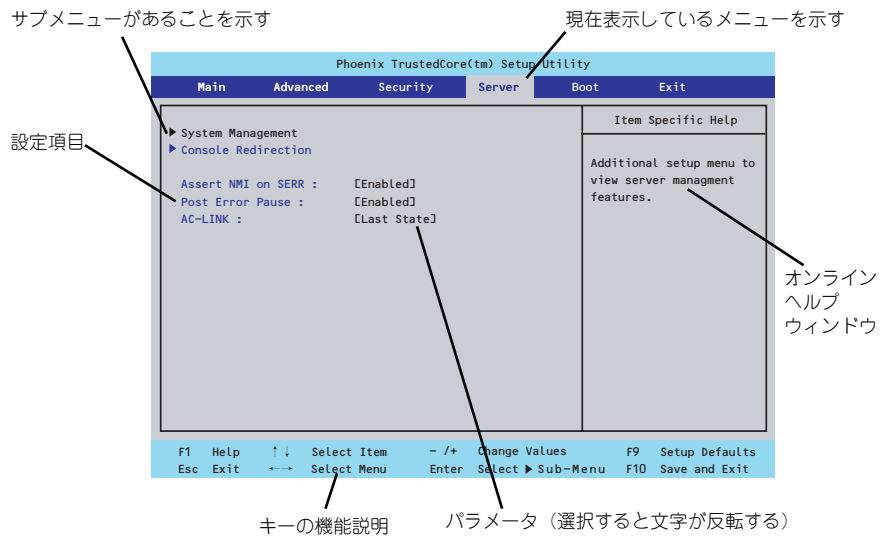 サブメニューがあることを示す
現在表示しているメニューを示す
Phoenix TrustedCore(tm) Setup Utility
Main Advanced Security Server Boot Exit
設定項目
▶ System Management
▶ Console Redirection
Assert NMI on SERR : [Enabled]
Post Error Pause : [Enabled]
AC-LINK : [Last State]
Item Specific Help
Additional setup menu to
view server managment
features.
オンライン
ヘルプ
ウィンドウ
F1 Help ↑↓ Select Item - /+ Change Values F9 Setup Defaults
Esc Exit ←→ Select Menu Enter Select ▶ Sub-Menu F10 Save and Exit
キーの機能説明
パラメータ（選択すると文字が反転する）